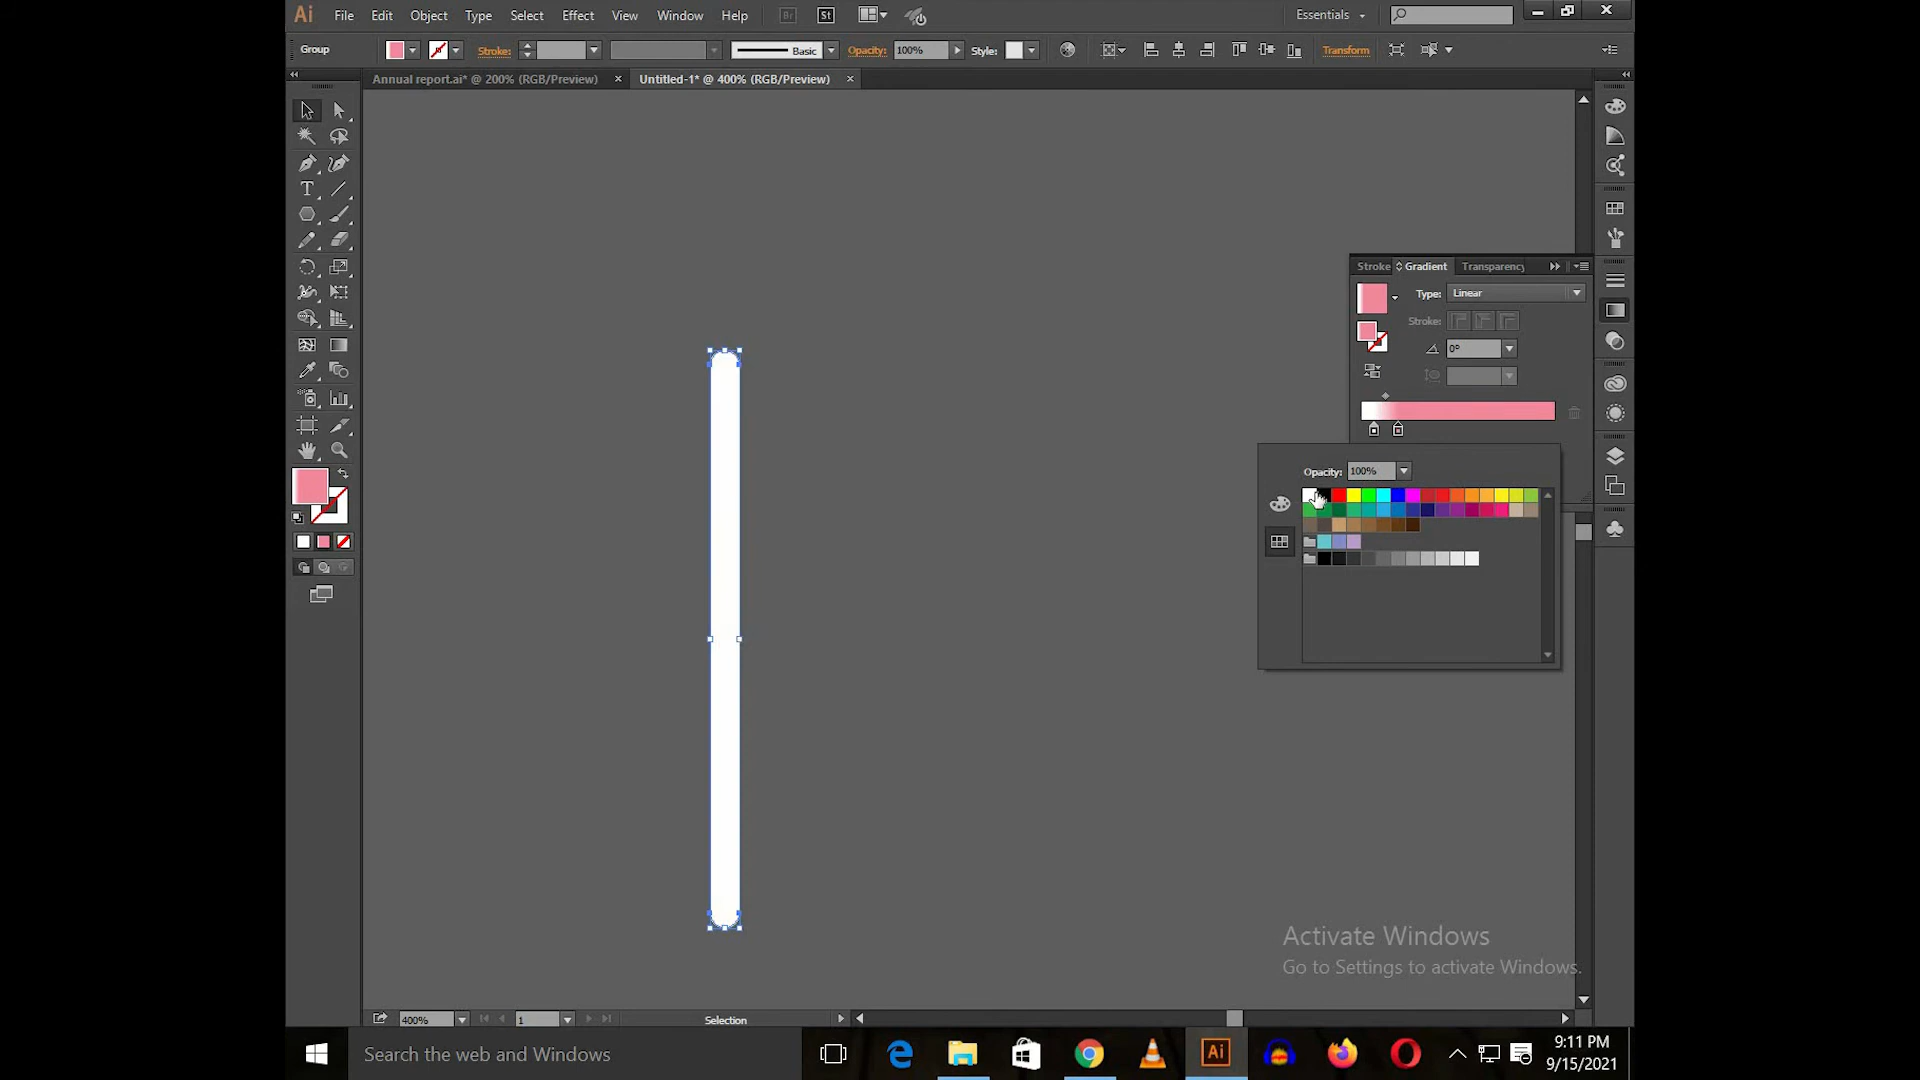 Ai File Edit Object Type Select Effect View Window Help Br St Essentials
Group Stroke: Basic Opacity: 100% Style: Transform
Annual report.ai* @ 200% (RGB/Preview) × Untitled-1* @ 400% (RGB/Preview) ×
Stroke Gradient Transparency
Type: Linear
Stroke:
0°
Opacity: 100%
Activate Windows
Go to Settings to activate Windows.
400% 1 Selection
Search the web and Windows
Ai
9:11 PM
9/15/2021